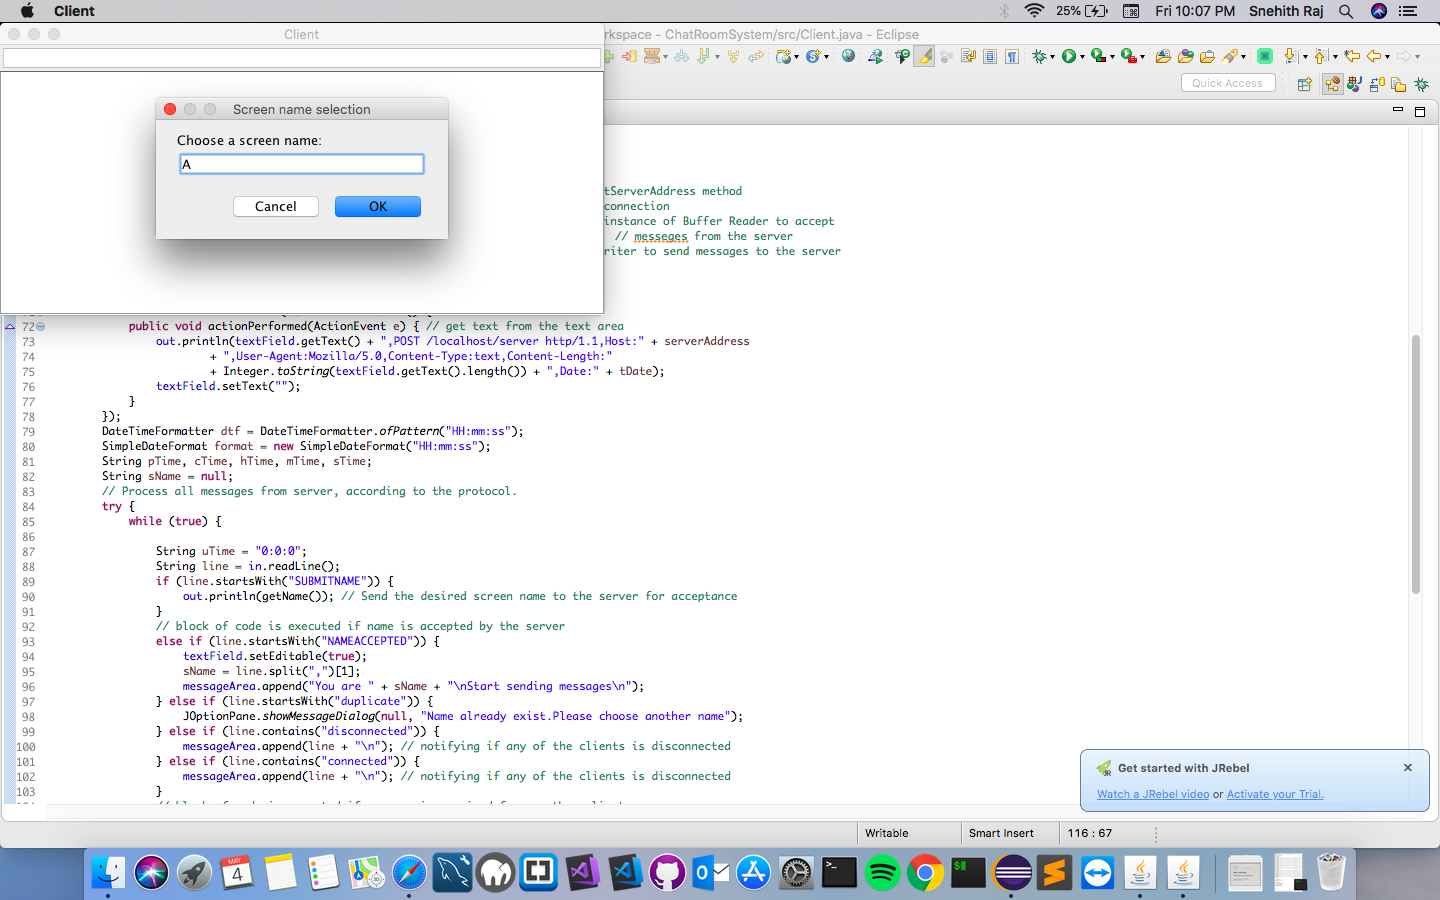 Client
25%
Fri 10:07 PM Snehith Raj
Client
rkspace - ChatRoomSystem/src/Client.java - Eclipse
Quick Access
Screen name selection
Choose a screen name:
A
Cancel
OK
tServerAddress method
connection
instance of Buffer Reader to accept
// messeges from the server
riter to send messages to the server
72 public void actionPerformed(ActionEvent e) { // get text from the text area
73 out.println(textField.getText() + ",POST /localhost/server http/1.1,Host:" + serverAddress
74 + ",User-Agent:Mozilla/5.0,Content-Type:text,Content-Length:"
75 + Integer.toString(textField.getText().length()) + ",Date:" + tDate);
76 textField.setText("");
77 }
78 });
79 DateTimeFormatter dtf = DateTimeFormatter.ofPattern("HH:mm:ss");
80 SimpleDateFormat format = new SimpleDateFormat("HH:mm:ss");
81 String pTime, cTime, hTime, mTime, sTime;
82 String sName = null;
83 // Process all messages from server, according to the protocol.
84 try {
85 while (true) {
86
87 String uTime = "0:0:0";
88 String line = in.readLine();
89 if (line.startsWith("SUBMITNAME")) {
90 out.println(getName()); // Send the desired screen name to the server for acceptance
91 }
92 // block of code is executed if name is accepted by the server
93 else if (line.startsWith("NAMEACCEPTED")) {
94 textField.setEditable(true);
95 sName = line.split(",")[1];
96 messageArea.append("You are " + sName + "\nStart sending messages\n");
97 } else if (line.startsWith("duplicate")) {
98 JOptionPane.showMessageDialog(null, "Name already exist.Please choose another name");
99 } else if (line.contains("disconnected")) {
100 messageArea.append(line + "\n"); // notifying if any of the clients is disconnected
101 } else if (line.contains("connected")) {
102 messageArea.append(line + "\n"); // notifying if any of the clients is disconnected
103 }
Get started with JRebel
Watch a JRebel video or Activate your Trial.
Writable
Smart Insert
116 : 67
MAY
4